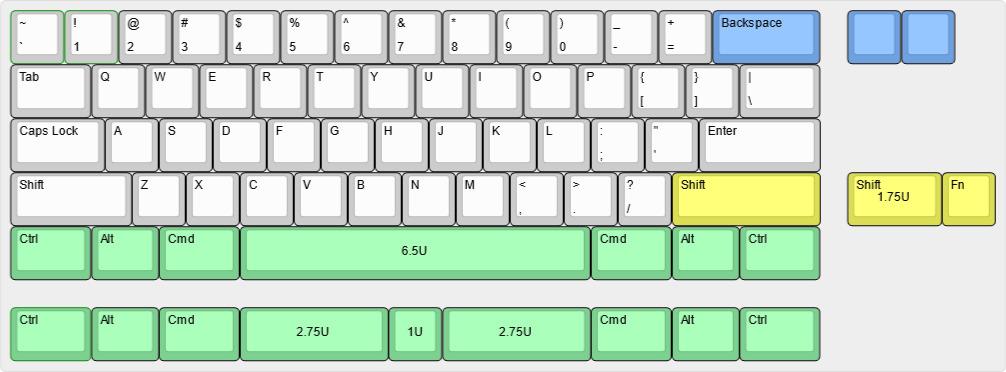 ~ ! @ # $ % ^ & * ( ) _ + Backspace
` 1 2 3 4 5 6 7 8 9 0 - =
Tab Q W E R T Y U I O P { } |
[ ] \
Caps Lock A S D F G H J K L : " Enter
; '
Shift Z X C V B N M < > ? Shift Shift Fn
1.75U
, . /
Ctrl Alt Cmd 6.5U Cmd Alt Ctrl
Ctrl Alt Cmd 2.75U 1U 2.75U Cmd Alt Ctrl